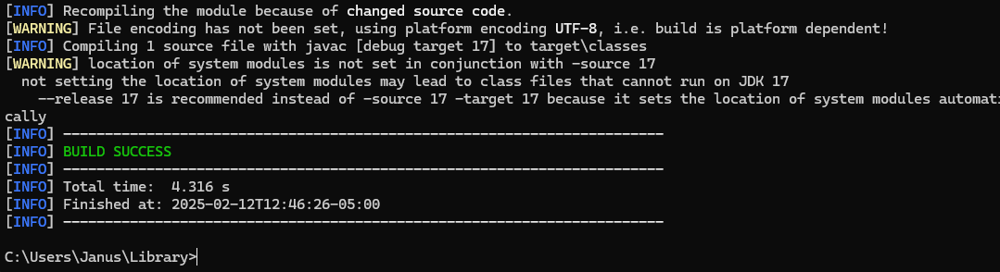 [INFO] Recompiling the module because of changed source code.
[WARNING] File encoding has not been set, using platform encoding UTF-8, i.e. build is platform dependent!
[INFO] Compiling 1 source file with javac [debug target 17] to target\classes
[WARNING] location of system modules is not set in conjunction with -source 17
  not setting the location of system modules may lead to class files that cannot run on JDK 17
    --release 17 is recommended instead of -source 17 -target 17 because it sets the location of system modules automati
cally
[INFO] ------------------------------------------------------------------------
[INFO] BUILD SUCCESS
[INFO] ------------------------------------------------------------------------
[INFO] Total time:  4.316 s
[INFO] Finished at: 2025-02-12T12:46:26-05:00
[INFO] ------------------------------------------------------------------------
C:\Users\Janus\Library>